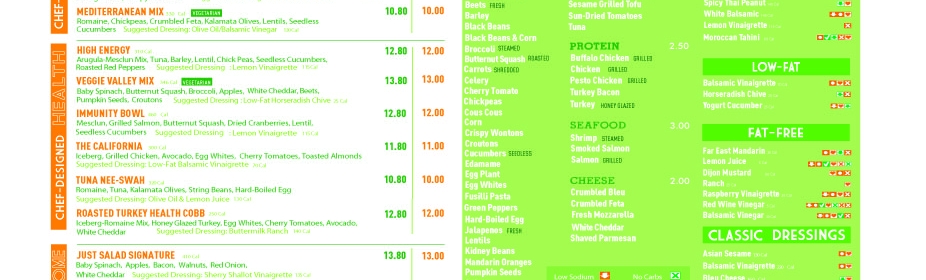 CHEF-
MEDITERRANEAN MIX VEGETARIAN 10.80 10.00
Romaine, Chickpeas, Crumbled Feta, Kalamata Olives, Lentils, Seedless
Cucumbers Suggested Dressing: Olive Oil/Balsamic Vinegar
CHEF-DESIGNED HEALTH
HIGH ENERGY 12.80 12.00
Arugula-Mesclun Mix, Tuna, Barley, Lentil, Chick Peas, Seedless Cucumbers,
Roasted Red Peppers Suggested Dressing : Lemon Vinaigrette
VEGGIE VALLEY MIX VEGETARIAN 13.80 13.00
Baby Spinach, Butternut Squash, Broccoli, Apples, White Cheddar, Beets,
Pumpkin Seeds, Croutons Suggested Dressing : Low-Fat Horseradish Chive
IMMUNITY BOWL 12.80 12.00
Mesclun, Grilled Salmon, Butternut Squash, Dried Cranberries, Lentil,
Seedless Cucumbers Suggested Dressing : Lemon Vinaigrette
THE CALIFORNIA 11.80 11.00
Iceberg, Grilled Chicken, Avocado, Egg Whites, Cherry Tomatoes, Toasted Almonds
Suggested Dressing: Low-Fat Balsamic Vinaigrette
TUNA NEE-SWAH 10.80 10.00
Romaine, Tuna, Kalamata Olives, String Beans, Hard-Boiled Egg
Suggested Dressing: Olive Oil & Lemon Juice
ROASTED TURKEY HEALTH COBB 12.80 12.00
Iceberg-Romaine Mix, Honey Glazed Turkey, Egg Whites, Cherry Tomatoes, Avocado,
White Cheddar Suggested Dressing : Buttermilk Ranch
OME
JUST SALAD SIGNATURE 13.80 13.00
Baby Spinach, Apples, Bacon, Walnuts, Red Onion,
White Cheddar Suggested Dressing: Sherry Shallot Vinaigrette
Beets FRESH
Barley
Black Beans
Black Beans & Corn
Broccoli STEAMED
Butternut Squash ROASTED
Carrots SHREDDED
Celery
Cherry Tomato
Chickpeas
Cous Cous
Corn
Crispy Wontons
Croutons
Cucumbers SEEDLESS
Edamame
Egg Plant
Egg Whites
Fusilli Pasta
Green Peppers
Hard-Boiled Egg
Jalapenos FRESH
Lentils
Kidney Beans
Mandarin Oranges
Pumpkin Seeds
Sesame Grilled Tofu
Sun-Dried Tomatoes
Tuna
PROTEIN 2.50
Buffalo Chicken GRILLED
Chicken GRILLED
Pesto Chicken GRILLED
Turkey Bacon
Turkey HONEY GLAZED
SEAFOOD 3.00
Shrimp STEAMED
Smoked Salmon
Salmon GRILLED
CHEESE 2.00
Crumbled Bleu
Crumbled Feta
Fresh Mozzarella
White Cheddar
Shaved Parmesan
Low Sodium No Carbs
Spicy Thai Peanut
White Balsamic
Lemon Vinaigrette
Moroccan Tahini
LOW-FAT
Balsamic Vinaigrette
Horseradish Chive
Yogurt Cucumber
FAT-FREE
Far East Mandarin
Lemon Juice
Dijon Mustard
Ranch
Raspberry Vinaigrette
Red Wine Vinegar
Balsamic Vinegar
CLASSIC DRESSINGS
Asian Sesame
Balsamic Vinaigrette
Bleu Cheese